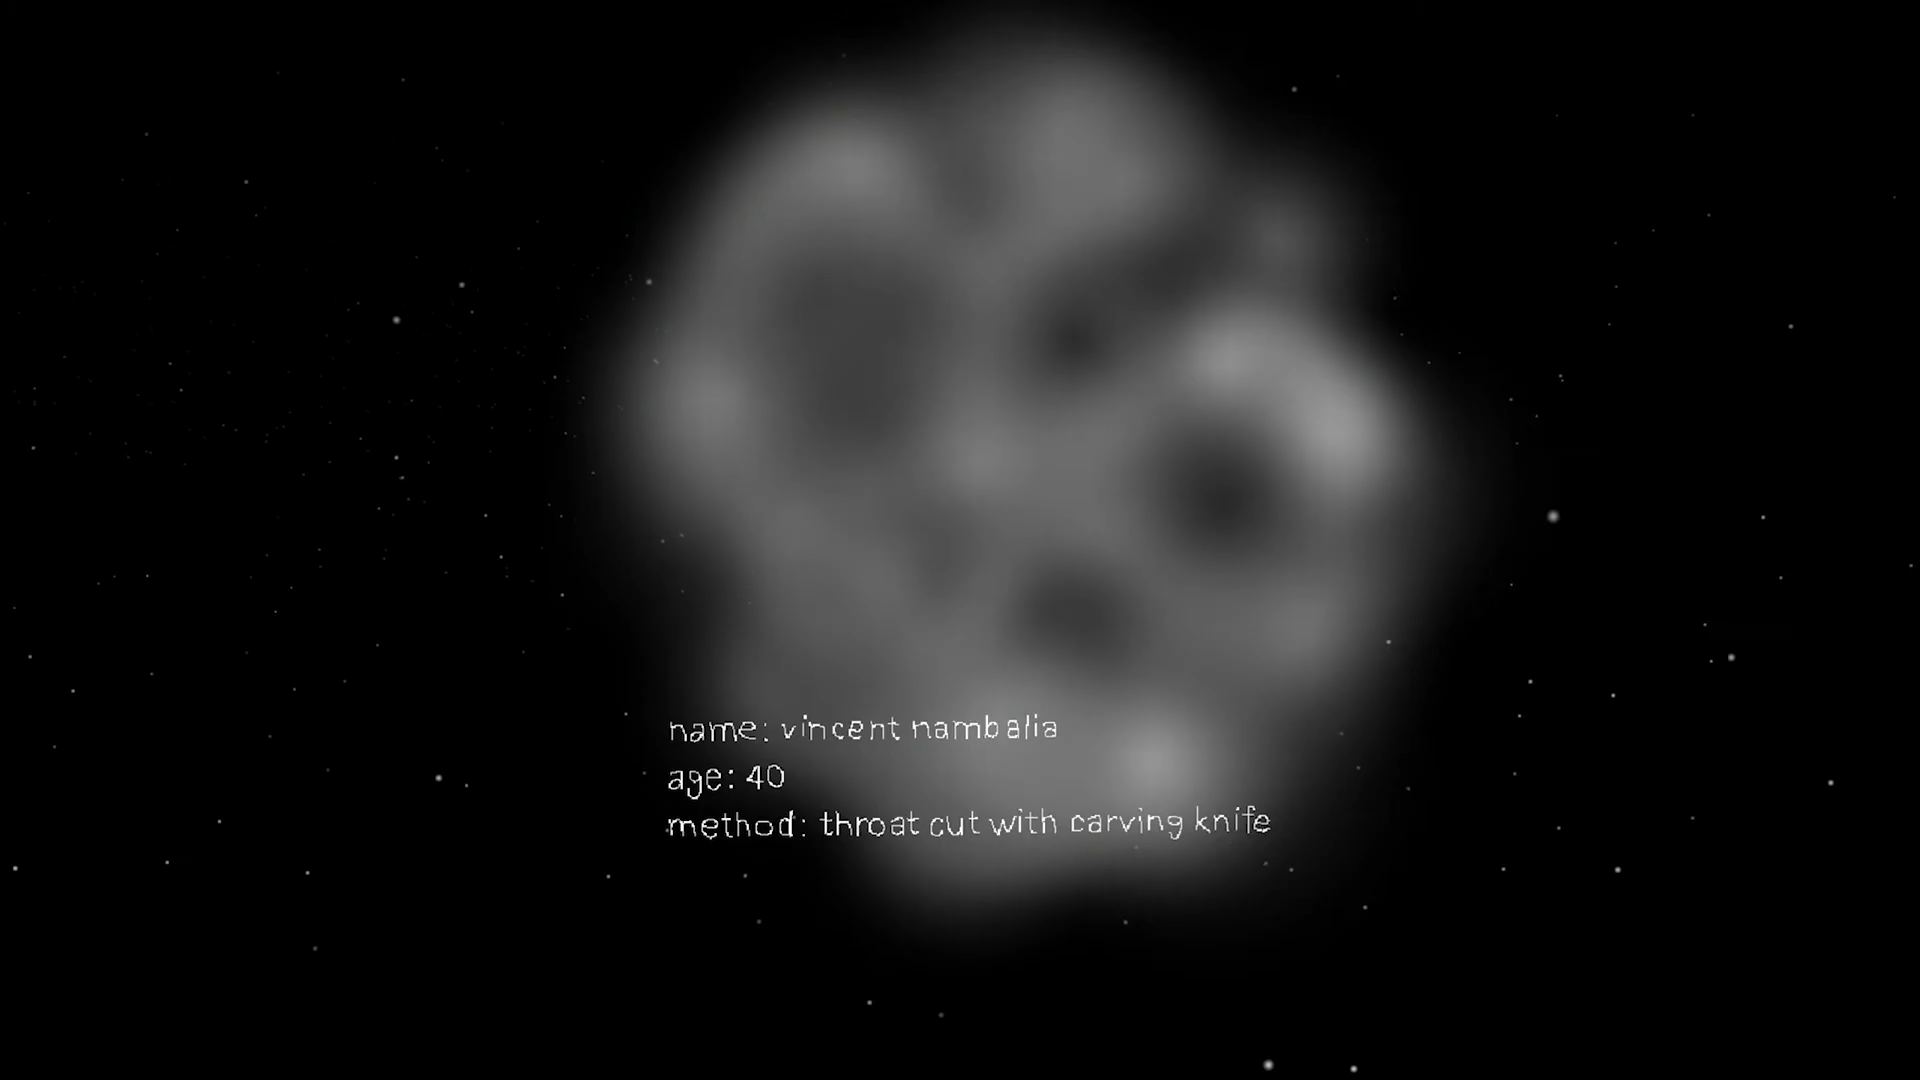 name: vincent nambalia
age: 40
method: throat cut with carving knife